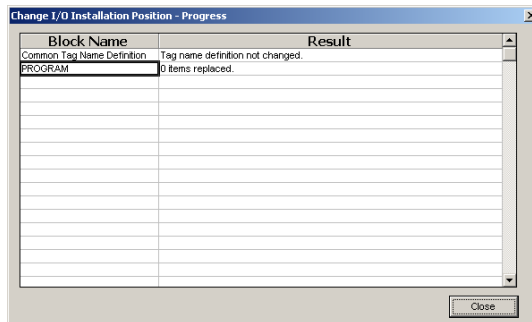 Change I/O Installation Position - Progress
Block Name Result
Common Tag Name Definition Tag name definition not changed.
PROGRAM 0 items replaced.
Close